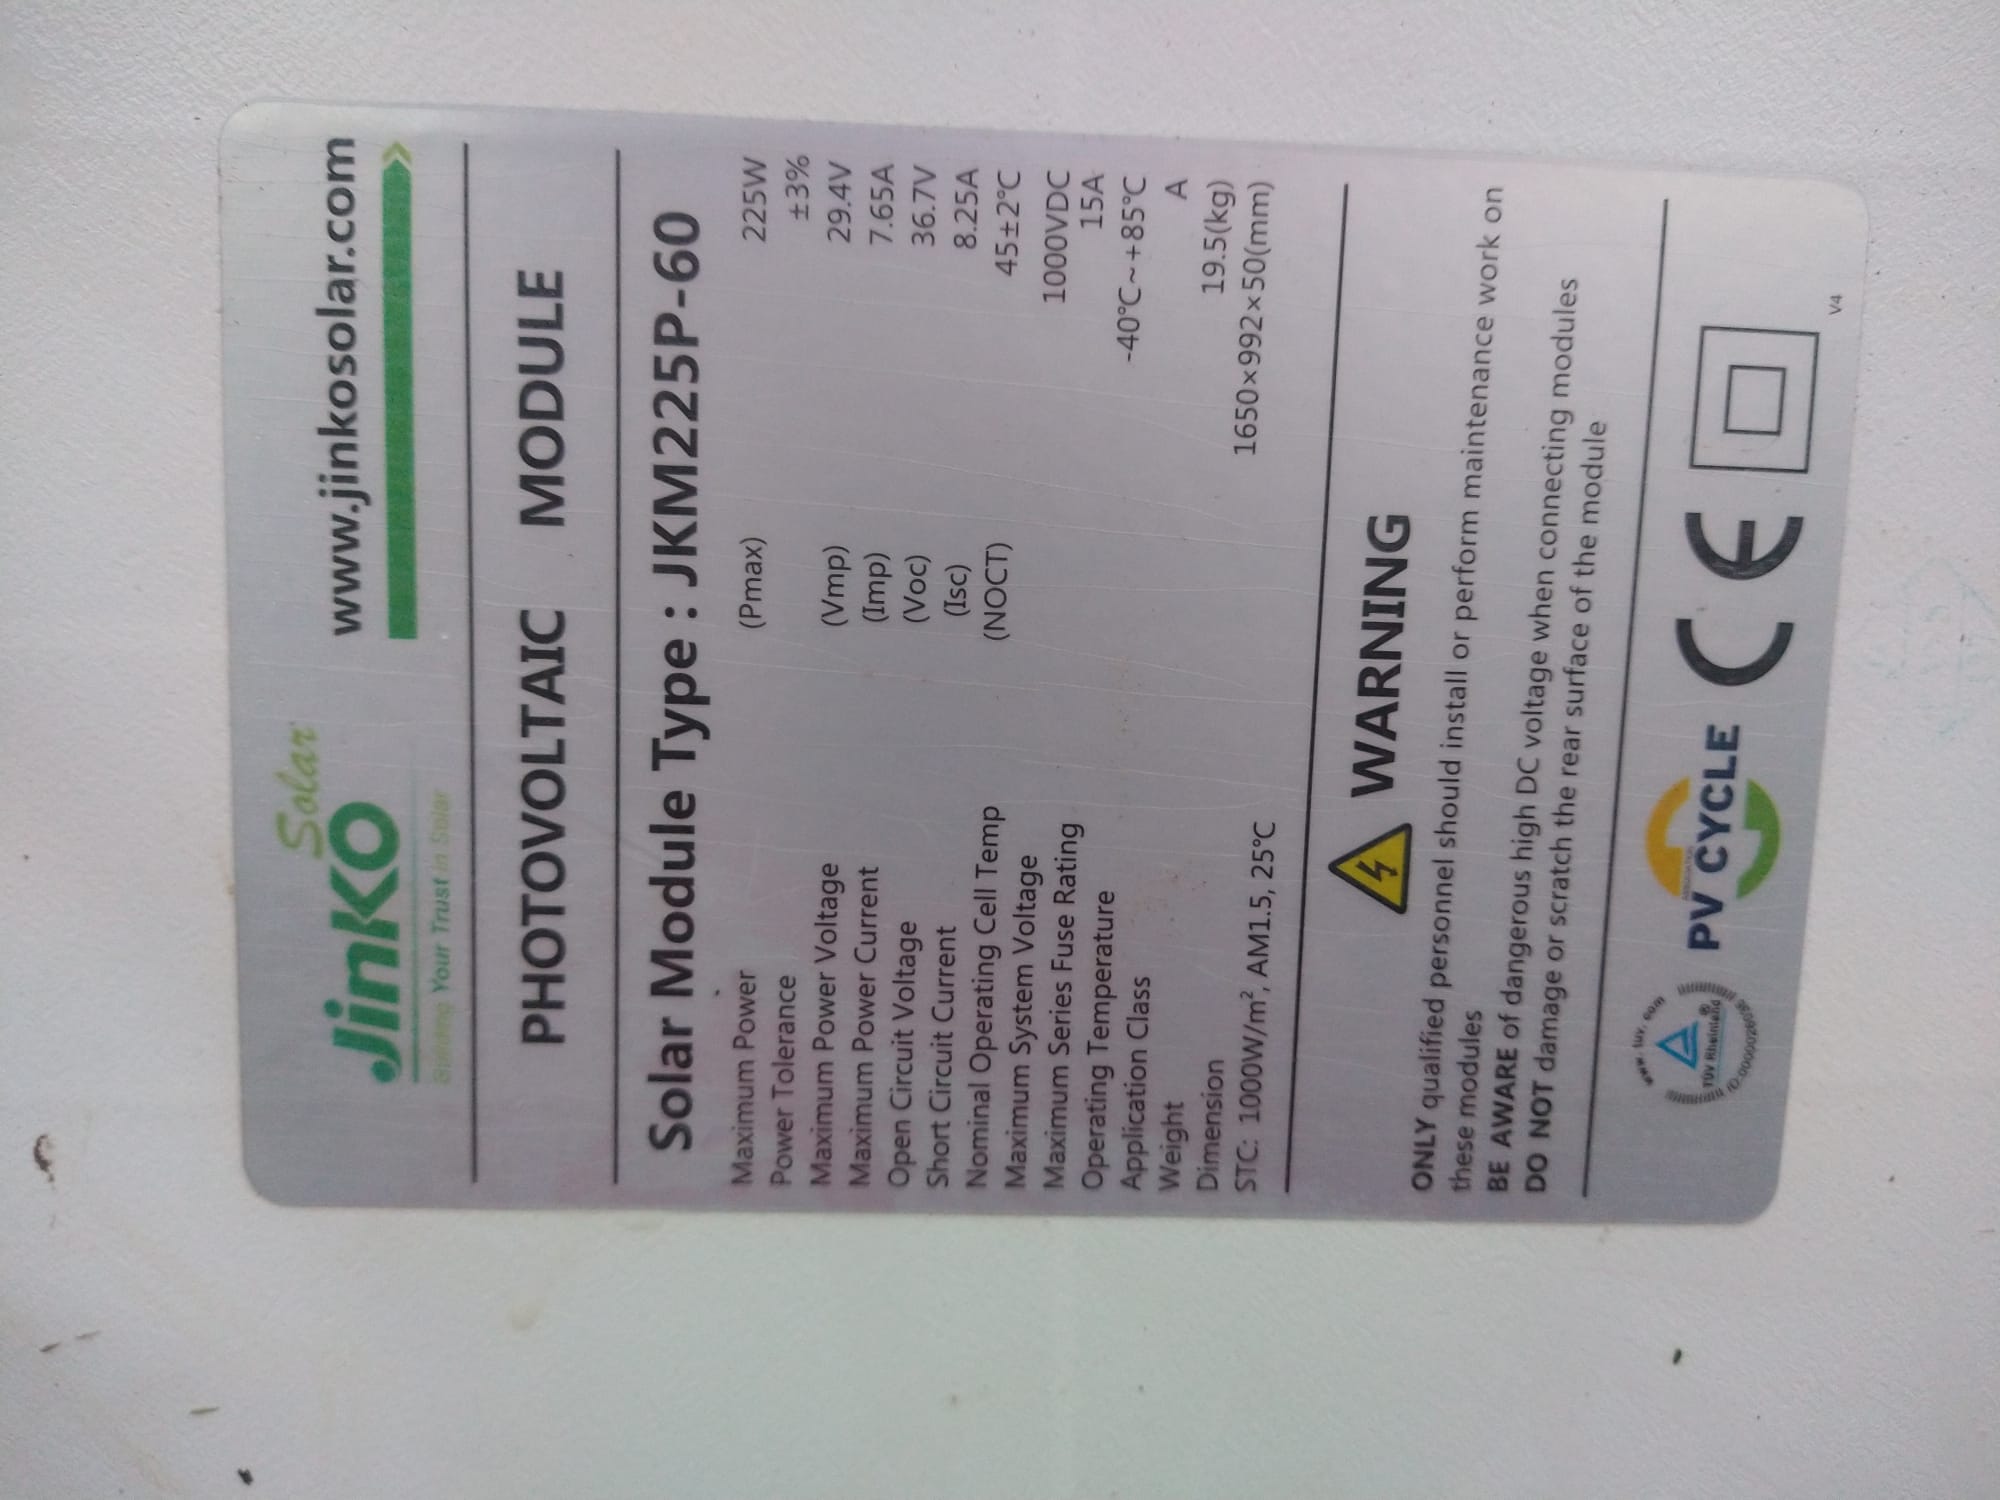 Jinko Solar
Building Your Trust in Solar
www.jinkosolar.com
PHOTOVOLTAIC MODULE
Solar Module Type : JKM225P-60
Maximum Power (Pmax) 225W
Power Tolerance ±3%
Maximum Power Voltage (Vmp) 29.4V
Maximum Power Current (Imp) 7.65A
Open Circuit Voltage (Voc) 36.7V
Short Circuit Current (Isc) 8.25A
Nominal Operating Cell Temp (NOCT) 45±2℃
Maximum System Voltage 1000VDC
Maximum Series Fuse Rating 15A
Operating Temperature -40℃~+85℃
Application Class A
Weight 19.5(kg)
Dimension 1650×992×50(mm)
STC: 1000W/m², AM1.5, 25℃
WARNING
ONLY qualified personnel should install or perform maintenance work on
these modules
BE AWARE of dangerous high DC voltage when connecting modules
DO NOT damage or scratch the rear surface of the module
www.tuv.com
TÜV Rheinland ®
PV CYCLE
CE
V4